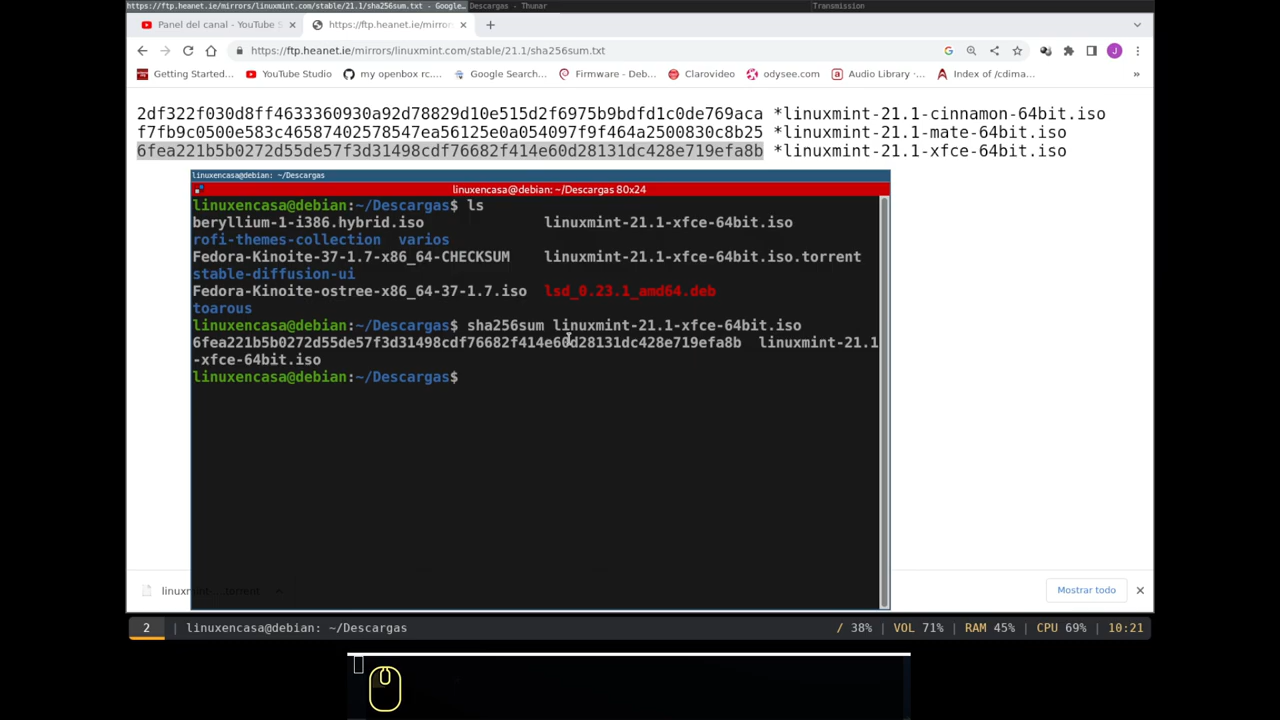 https://ftp.heanet.ie/mirrors/linuxmint.com/stable/21.1/sha256sum.txt - Google...
Descargas - Thunar
Transmission
Panel del canal - YouTube S
https://ftp.heanet.ie/mirror
https://ftp.heanet.ie/mirrors/linuxmint.com/stable/21.1/sha256sum.txt
J
Getting Started...
YouTube Studio
my openbox rc....
Google Search...
Firmware - Deb...
Clarovideo
odysee.com
Audio Library -...
Index of /cdima...
»
2df322f030d8ff4633360930a92d78829d10e515d2f6975b9bdfd1c0de769aca *linuxmint-21.1-cinnamon-64bit.iso
f7fb9c0500e583c46587402578547ea56125e0a054097f9f464a2500830c8b25 *linuxmint-21.1-mate-64bit.iso
6fea221b5b0272d55de57f3d31498cdf76682f414e60d28131dc428e719efa8b *linuxmint-21.1-xfce-64bit.iso
linuxencasa@debian: ~/Descargas
linuxencasa@debian: ~/Descargas 80x24
linuxencasa@debian:~/Descargas$ ls
beryllium-1-i386.hybrid.iso linuxmint-21.1-xfce-64bit.iso
rofi-themes-collection varios
Fedora-Kinoite-37-1.7-x86_64-CHECKSUM linuxmint-21.1-xfce-64bit.iso.torrent
stable-diffusion-ui
Fedora-Kinoite-ostree-x86_64-37-1.7.iso lsd_0.23.1_amd64.deb
toarous
linuxencasa@debian:~/Descargas$ sha256sum linuxmint-21.1-xfce-64bit.iso
6fea221b5b0272d55de57f3d31498cdf76682f414e60d28131dc428e719efa8b linuxmint-21.1
-xfce-64bit.iso
linuxencasa@debian:~/Descargas$
linuxmint-....torrent
Mostrar todo
2 | linuxencasa@debian: ~/Descargas
/ 38% | VOL 71% | RAM 45% | CPU 69% | 10:21